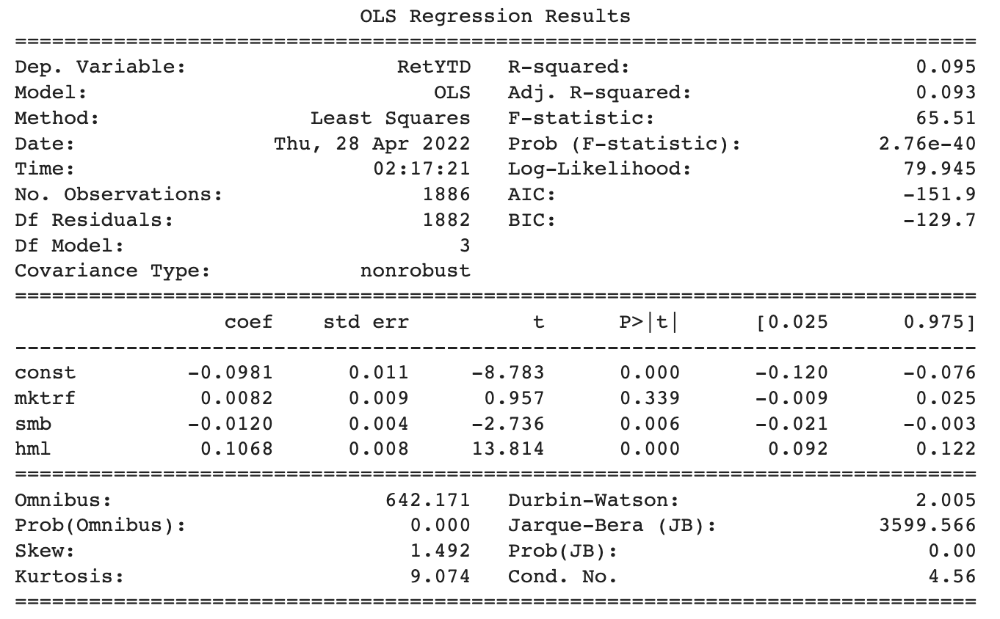 OLS Regression Results
==============================================================================
Dep. Variable:                 RetYTD   R-squared:                       0.095
Model:                            OLS   Adj. R-squared:                  0.093
Method:                 Least Squares   F-statistic:                     65.51
Date:                Thu, 28 Apr 2022   Prob (F-statistic):           2.76e-40
Time:                        02:17:21   Log-Likelihood:                 79.945
No. Observations:                1886   AIC:                            -151.9
Df Residuals:                    1882   BIC:                            -129.7
Df Model:                           3
Covariance Type:            nonrobust
==============================================================================
                 coef    std err          t      P>|t|      [0.025      0.975]
------------------------------------------------------------------------------
const         -0.0981      0.011     -8.783      0.000      -0.120      -0.076
mktrf          0.0082      0.009      0.957      0.339      -0.009       0.025
smb           -0.0120      0.004     -2.736      0.006      -0.021      -0.003
hml            0.1068      0.008     13.814      0.000       0.092       0.122
==============================================================================
Omnibus:                      642.171   Durbin-Watson:                   2.005
Prob(Omnibus):                  0.000   Jarque-Bera (JB):             3599.566
Skew:                           1.492   Prob(JB):                         0.00
Kurtosis:                       9.074   Cond. No.                         4.56
==============================================================================